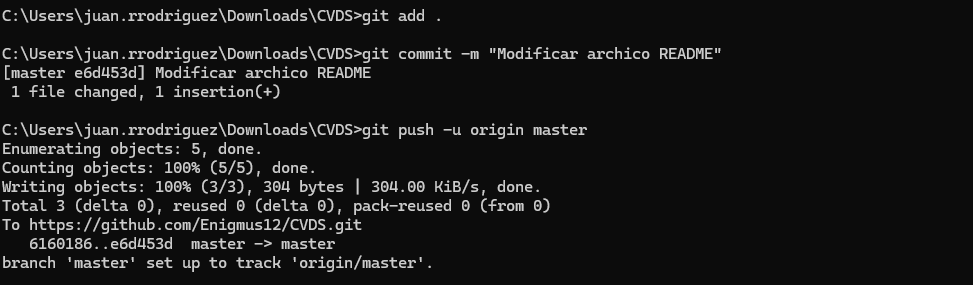 C:\Users\juan.rrodriguez\Downloads\CVDS>git add .
C:\Users\juan.rrodriguez\Downloads\CVDS>git commit -m "Modificar archico README"
[master e6d453d] Modificar archico README
 1 file changed, 1 insertion(+)
C:\Users\juan.rrodriguez\Downloads\CVDS>git push -u origin master
Enumerating objects: 5, done.
Counting objects: 100% (5/5), done.
Writing objects: 100% (3/3), 304 bytes | 304.00 KiB/s, done.
Total 3 (delta 0), reused 0 (delta 0), pack-reused 0 (from 0)
To https://github.com/Enigmus12/CVDS.git
   6160186..e6d453d  master -> master
branch 'master' set up to track 'origin/master'.